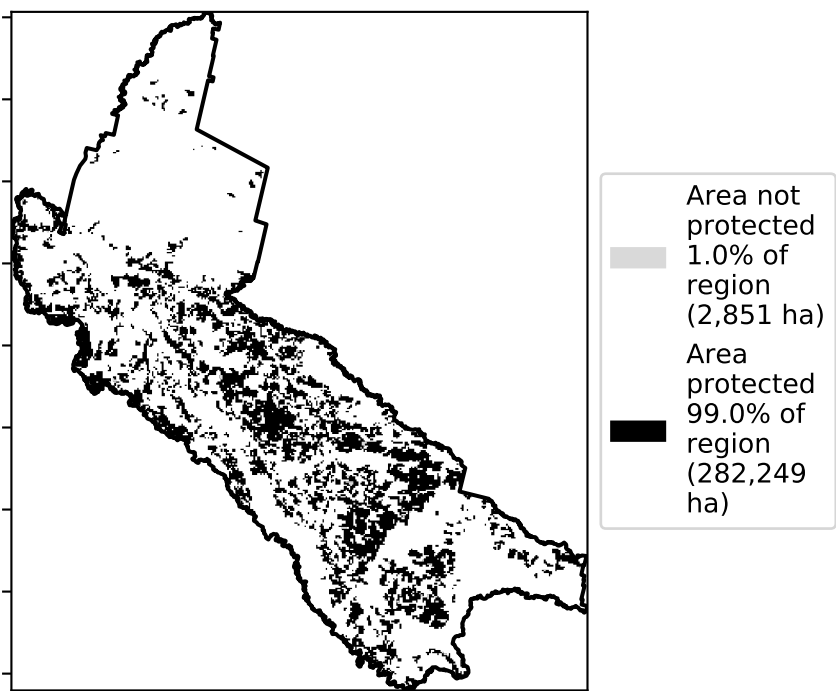 Area not
protected
1.0% of
region
(2,851 ha)
Area
protected
99.0% of
region
(282,249
ha)